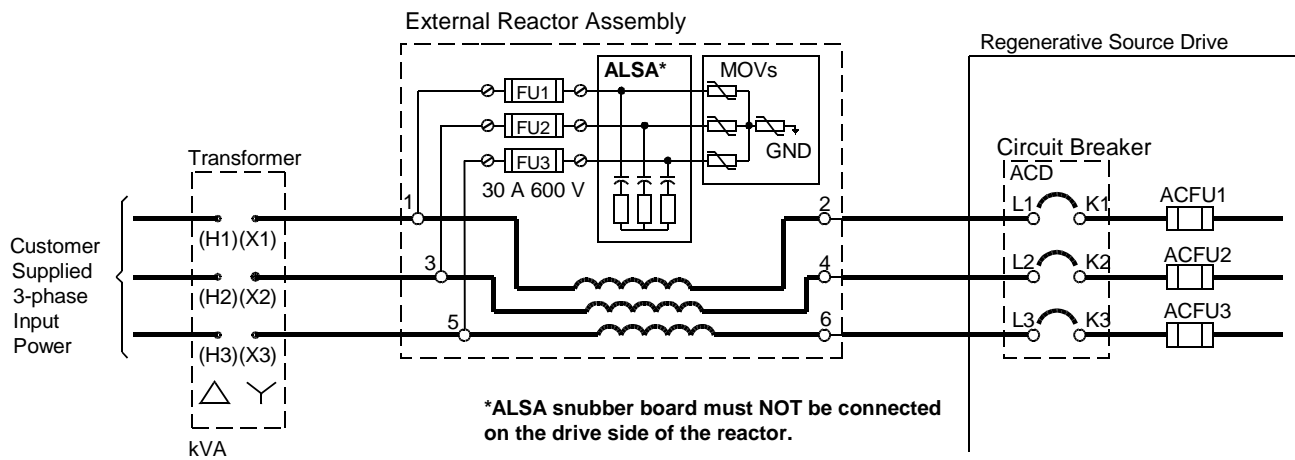 External Reactor Assembly
Regenerative Source Drive
ALSA*
MOVs
FU1
FU2
GND
Transformer
FU3
Circuit Breaker
30 A 600 V
ACD
1
2
L1
K1
ACFU1
(H1)(X1)
Customer
Supplied
3-phase
Input
Power
3
4
L2
K2
ACFU2
(H2)(X2)
5
6
L3
K3
ACFU3
(H3)(X3)
*ALSA snubber board must NOT be connected
on the drive side of the reactor.
kVA